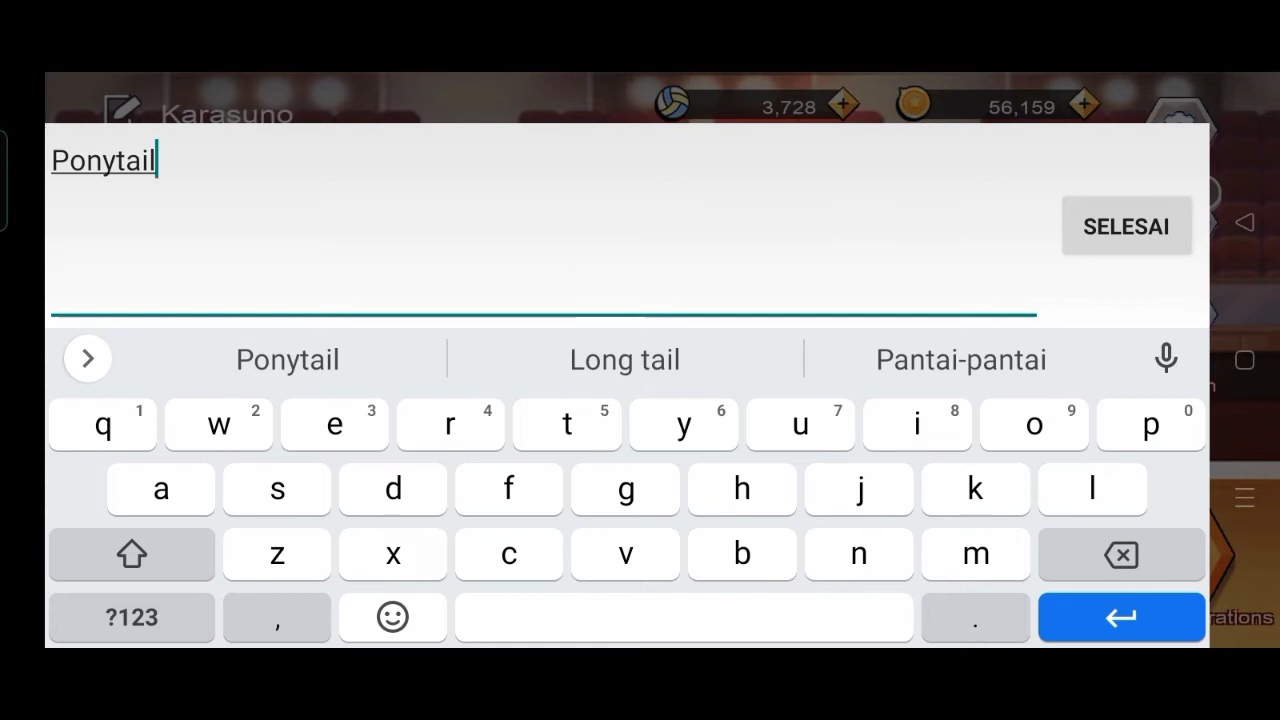 Karasuno 3,728 56,159
Ponytail
SELESAI
Ponytail Long tail Pantai-pantai
q 1 w 2 e 3 r 4 t 5 y 6 u 7 i 8 o 9 p 0
a s d f g h j k l
z x c v b n m
?123 , .
rations